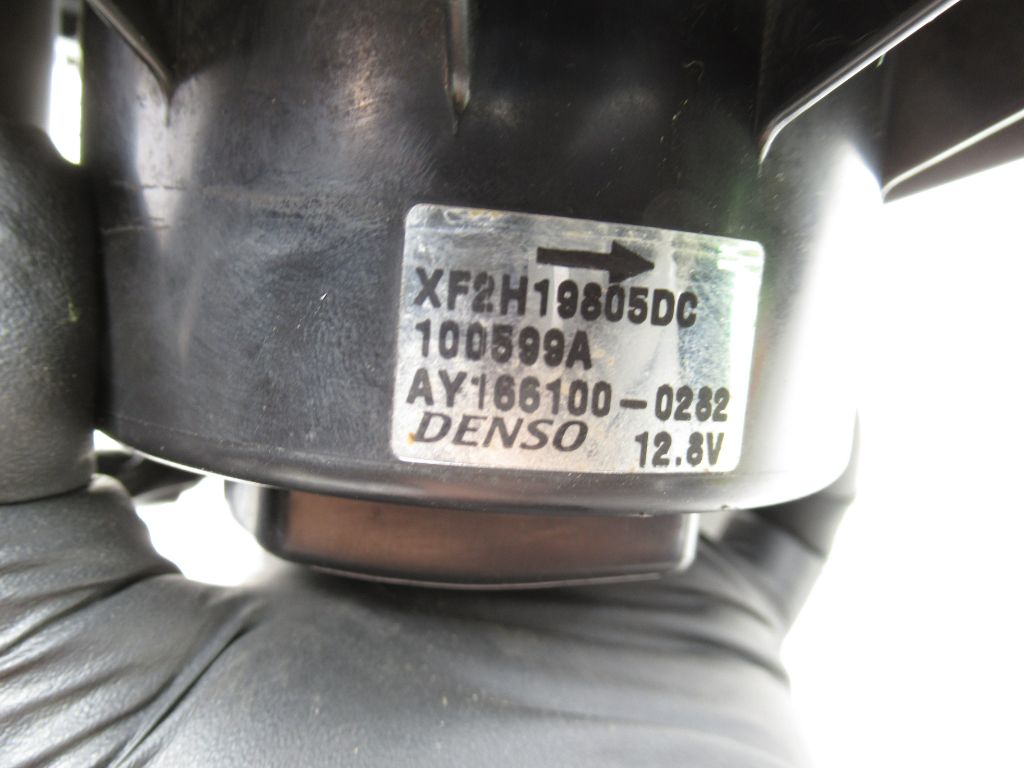 XF2H19805DC
100599A
AY166100-0282
DENSO 12.8V